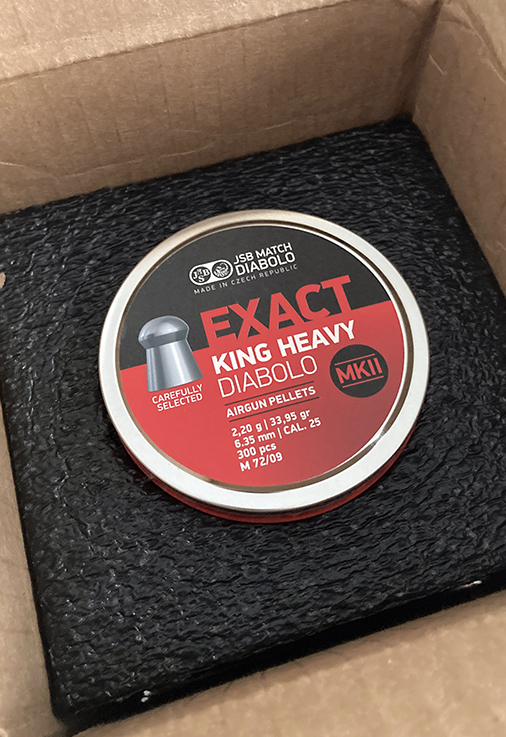 JSB
JSB MATCH
DIABOLO
MADE IN CZECH REPUBLIC
EXACT
KING HEAVY
DIABOLO
MKII
CAREFULLY
SELECTED
AIRGUN PELLETS
2,20 g | 33,95 gr
6.35 mm | CAL. 25
300 pcs
M 72/09